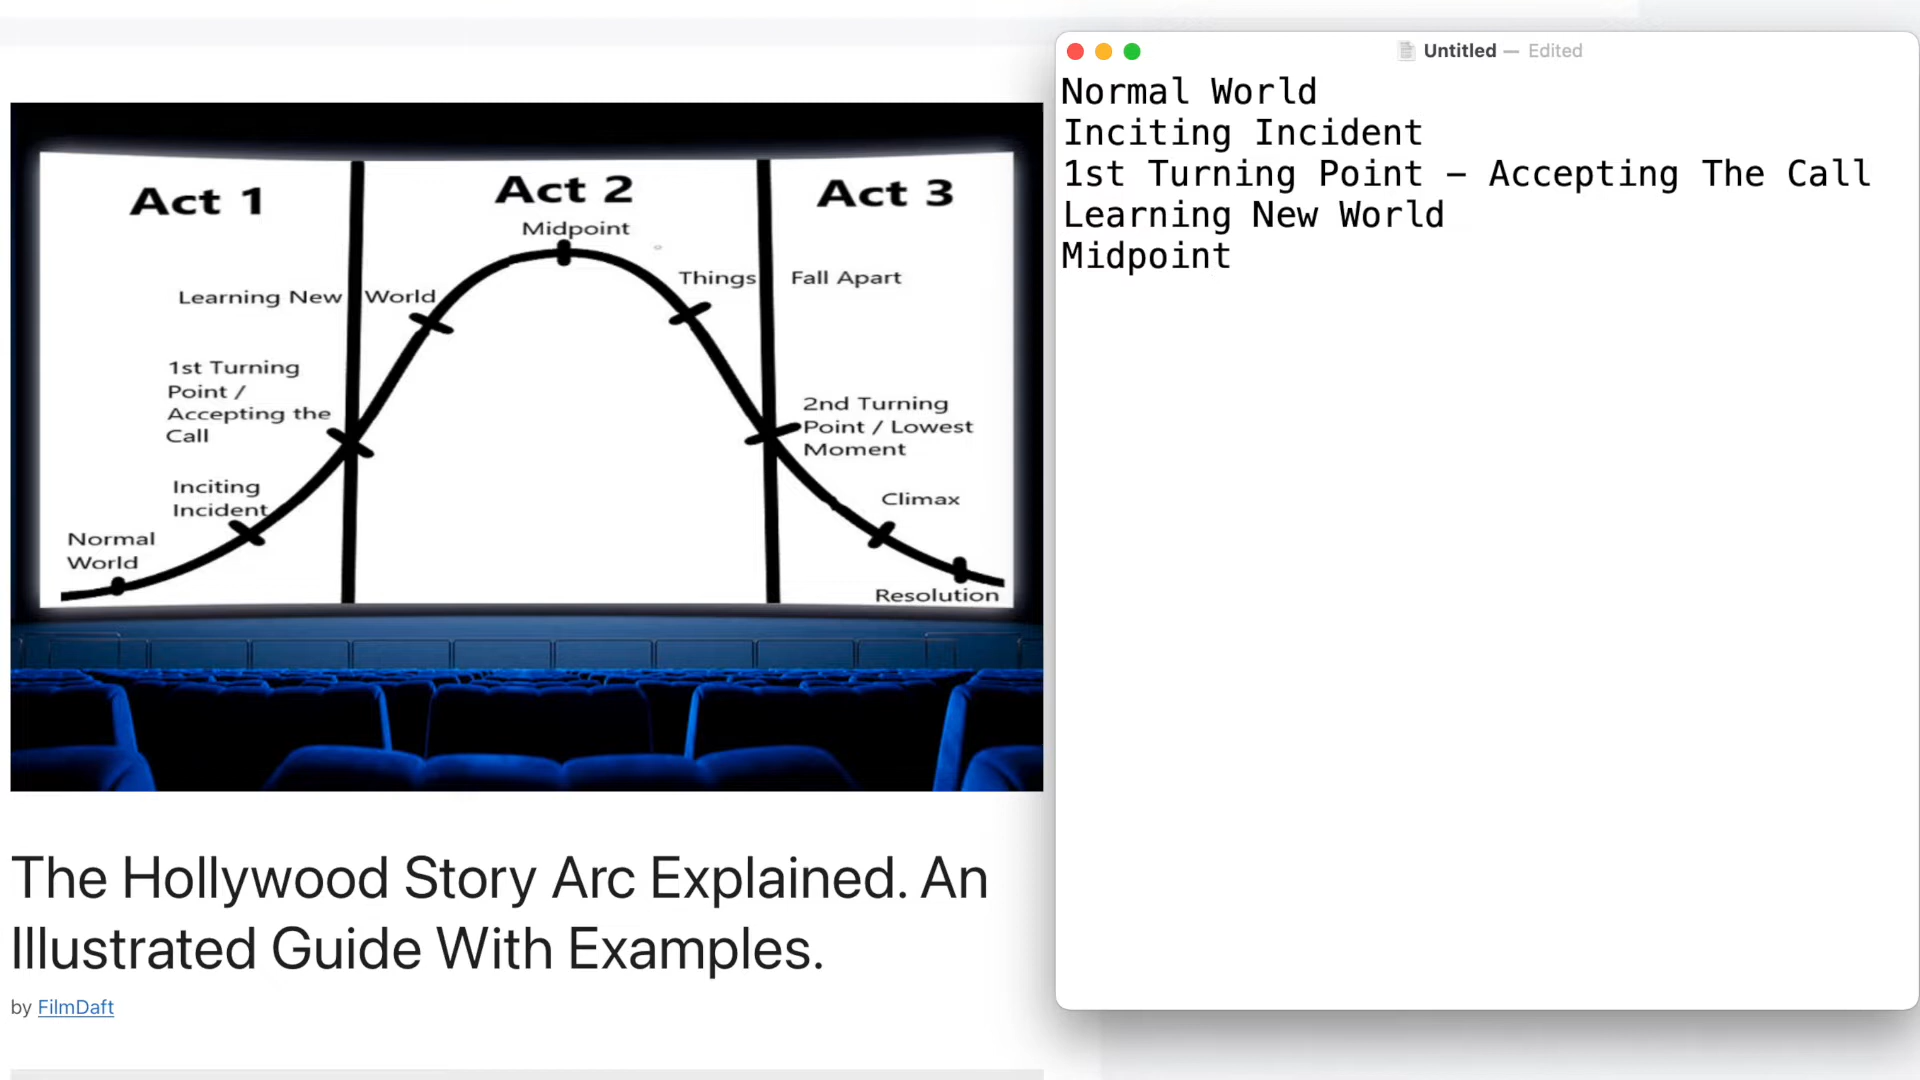 Act 1
Act 2
Act 3
Midpoint
Things Fall Apart
Learning New World
1st Turning
Point /
Accepting the
Call
2nd Turning
Point / Lowest
Moment
Inciting
Incident
Climax
Normal
World
Resolution
The Hollywood Story Arc Explained. An
Illustrated Guide With Examples.
by FilmDaft
Untitled — Edited
Normal World
Inciting Incident
1st Turning Point – Accepting The Call
Learning New World
Midpoint